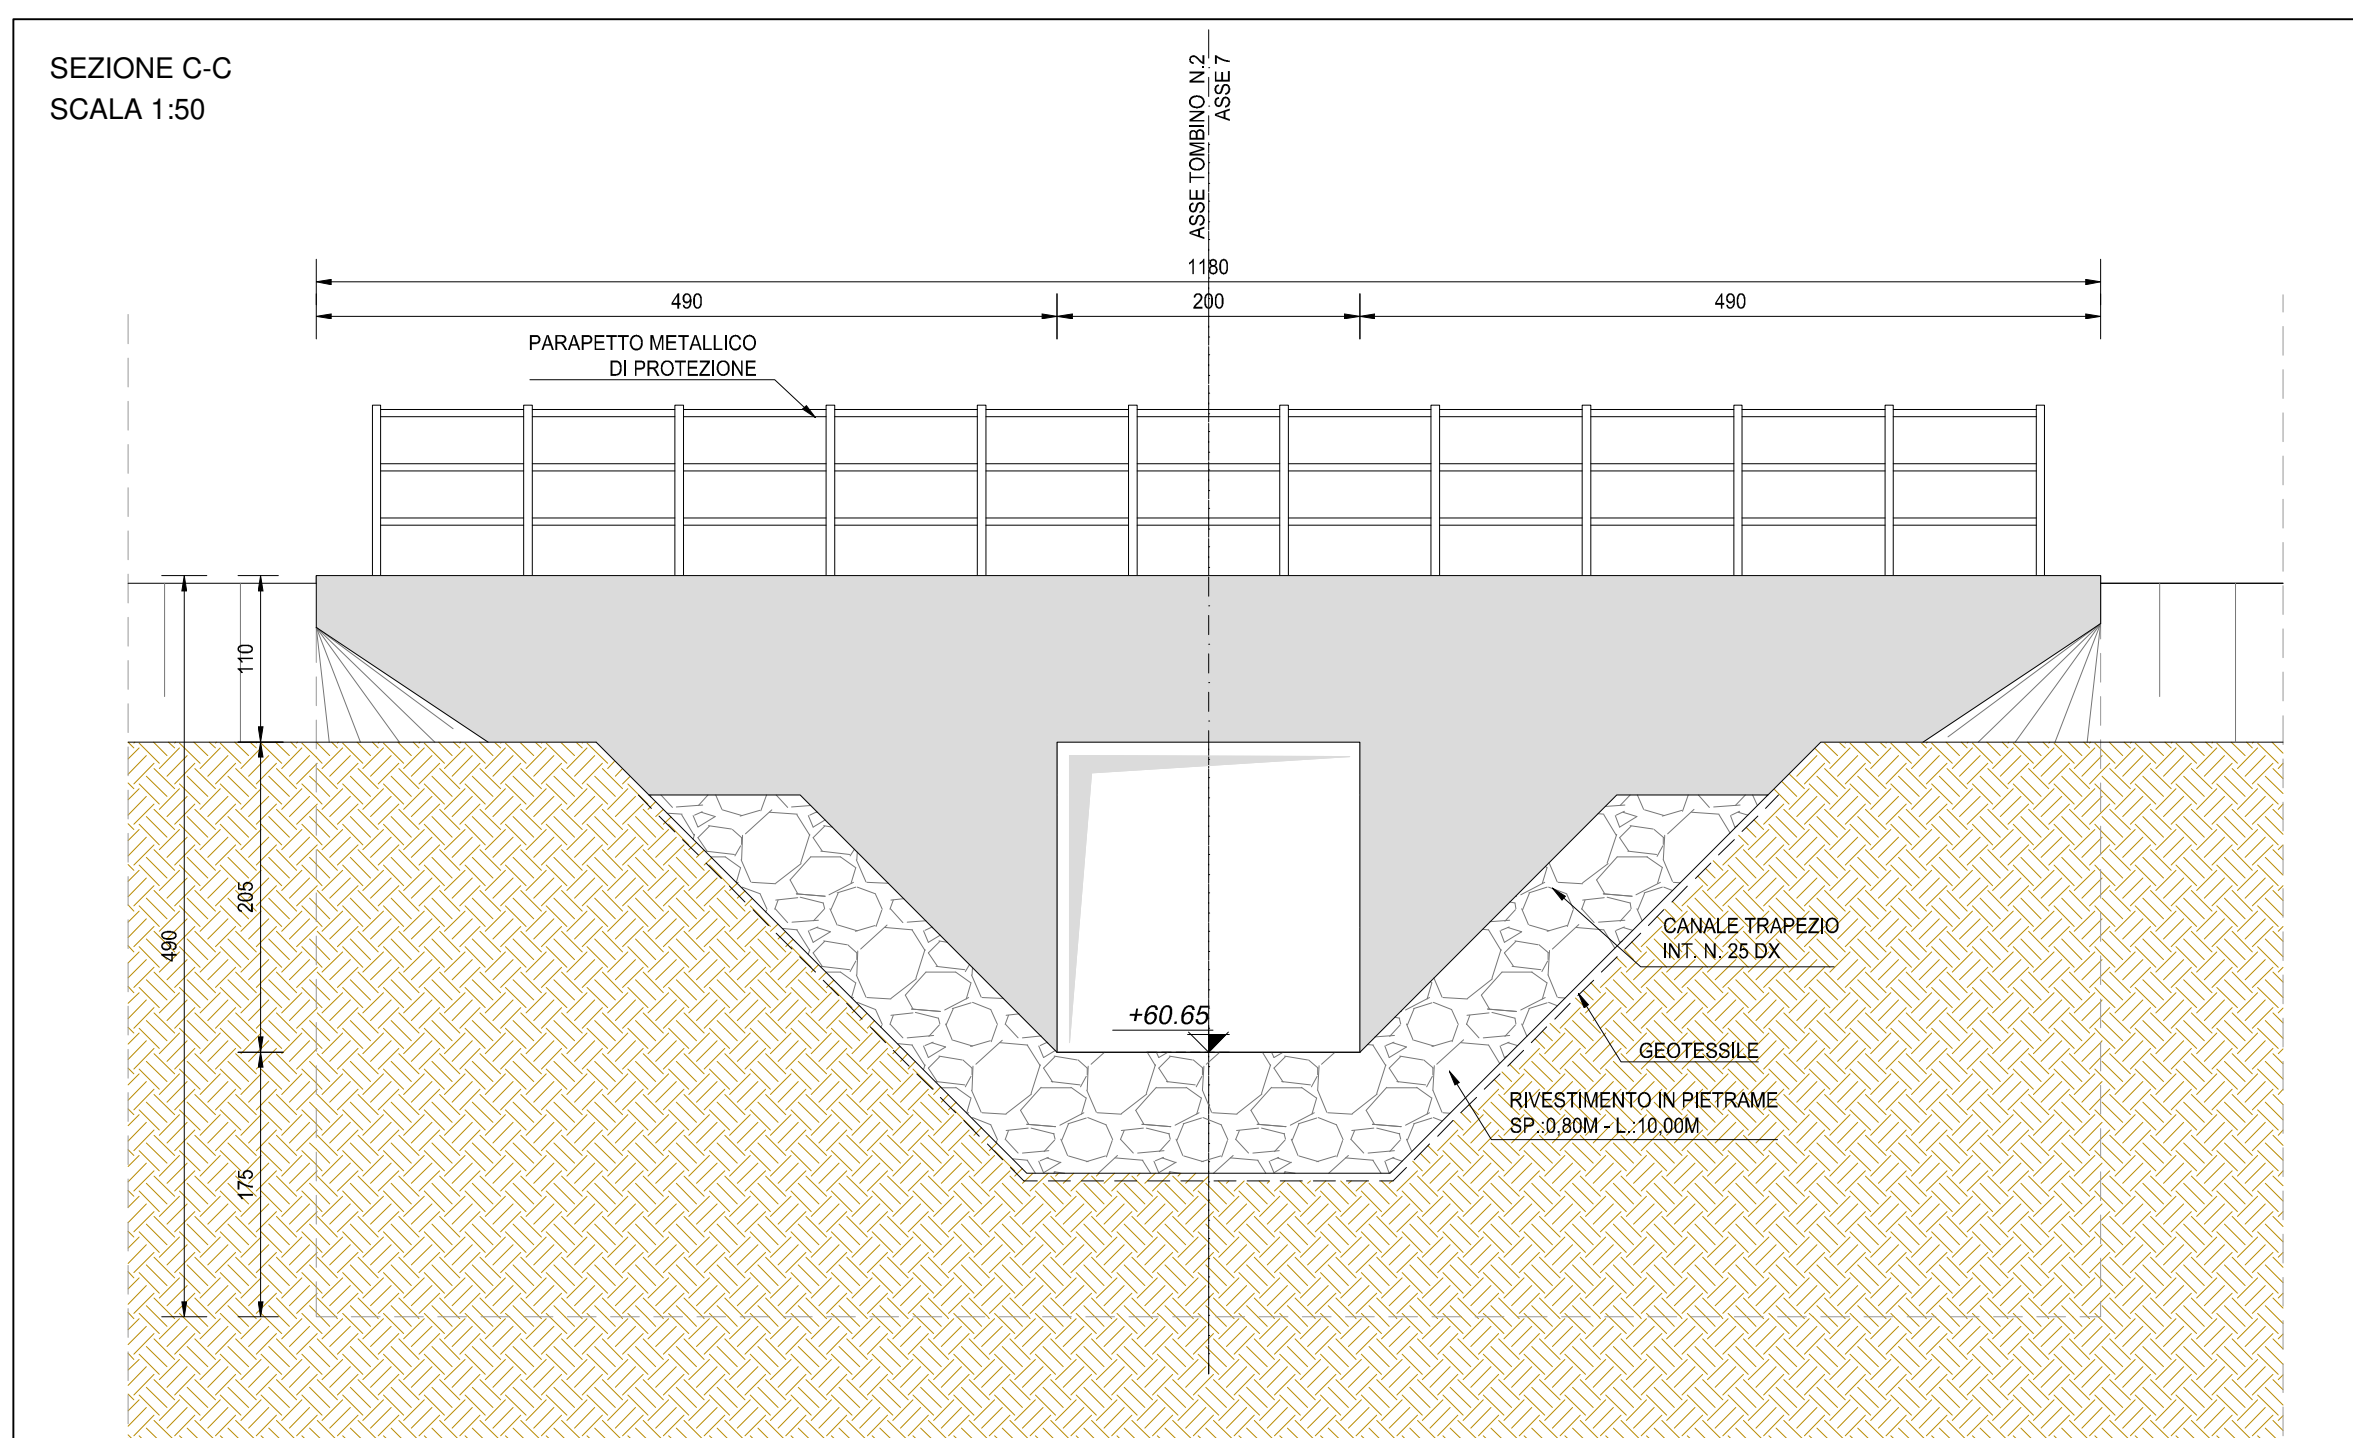 SEZIONE C-C
SCALA 1:50
ASSE TOMBINO N.2
ASSE 7
1180
490
200
490
PARAPETTO METALLICO
DI PROTEZIONE
110
205
490
175
CANALE TRAPEZIO
INT. N. 25 DX
+60.65
GEOTESSILE
RIVESTIMENTO IN PIETRAME
SP.:0,80M - L.:10,00M